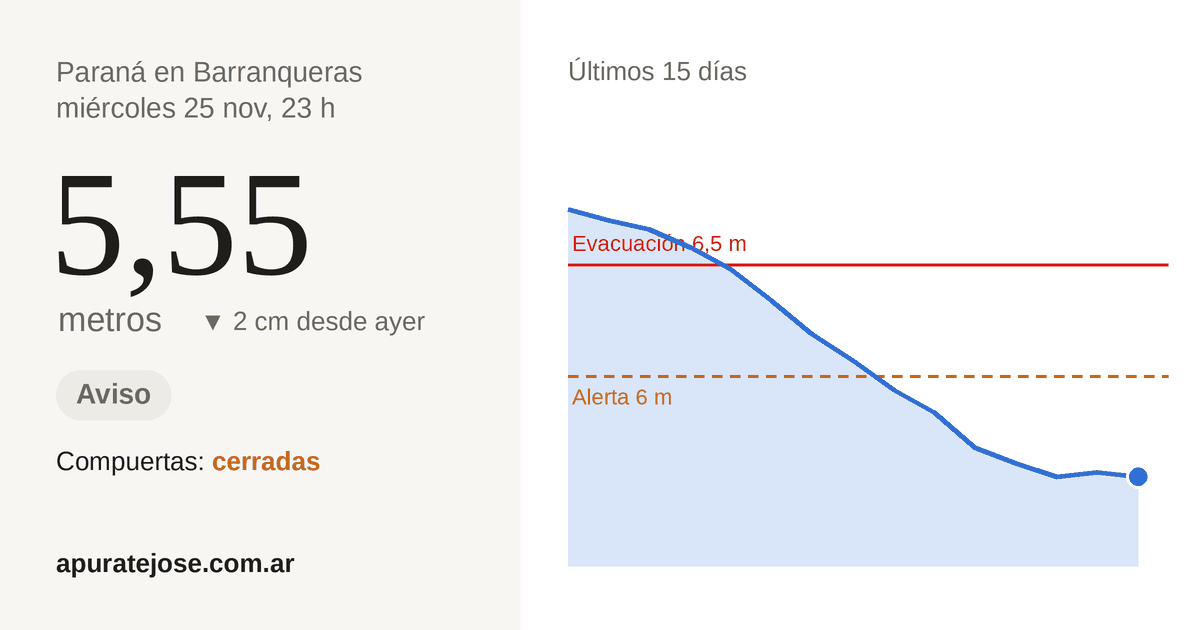 Paraná en Barranqueras
miércoles 25 nov, 23 h
5,55
metros ▼ 2 cm desde ayer
Aviso
Compuertas: cerradas
apuratejose.com.ar
Últimos 15 días
Evacuación 6,5 m
Alerta 6 m